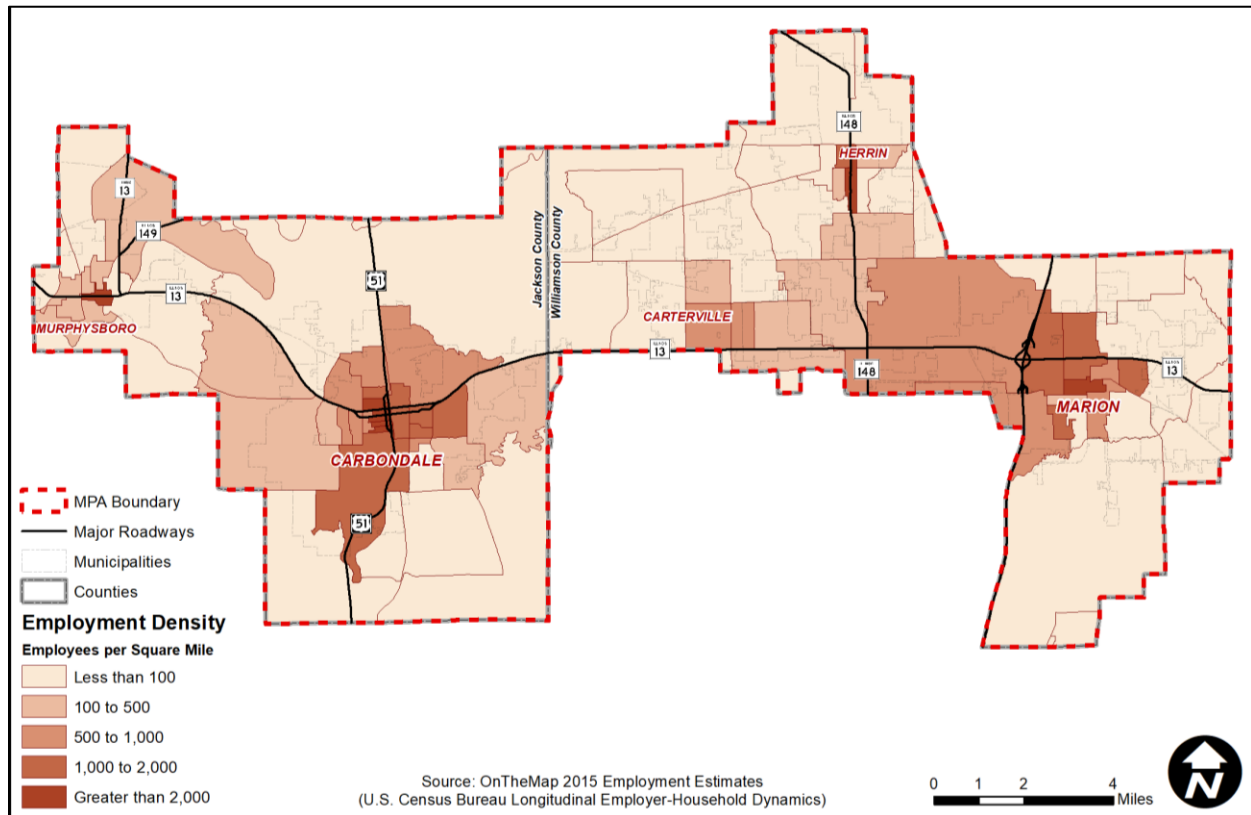 148
HERRIN
13
149
51
Jackson County
Williamson County
13
MURPHYSBORO
CARTERVILLE
13
148
13
MARION
CARBONDALE
51
MPA Boundary
Major Roadways
Municipalities
Counties
Employment Density
Employees per Square Mile
Less than 100
100 to 500
500 to 1,000
1,000 to 2,000
Greater than 2,000
Source: OnTheMap 2015 Employment Estimates
(U.S. Census Bureau Longitudinal Employer-Household Dynamics)
0 1 2 4
Miles
N